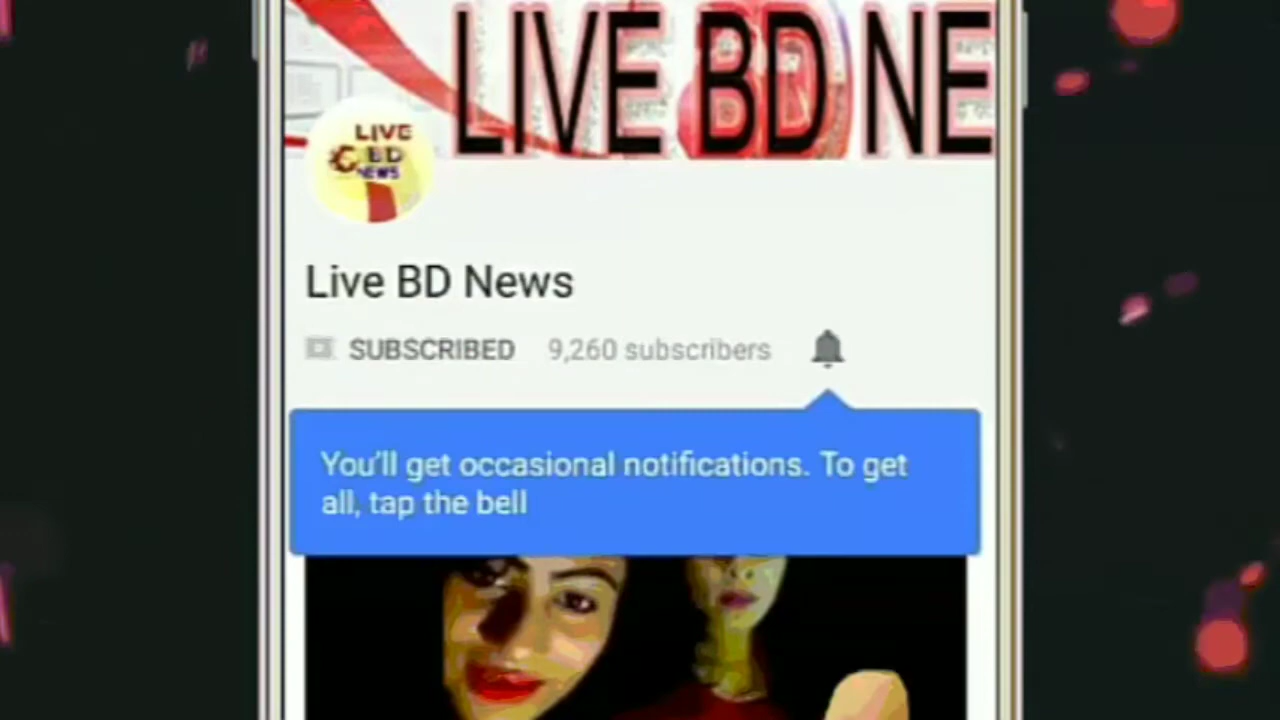 LIVE BD NE
LIVE
BD
NEWS
Live BD News
SUBSCRIBED 9,260 subscribers
You'll get occasional notifications. To get
all, tap the bell